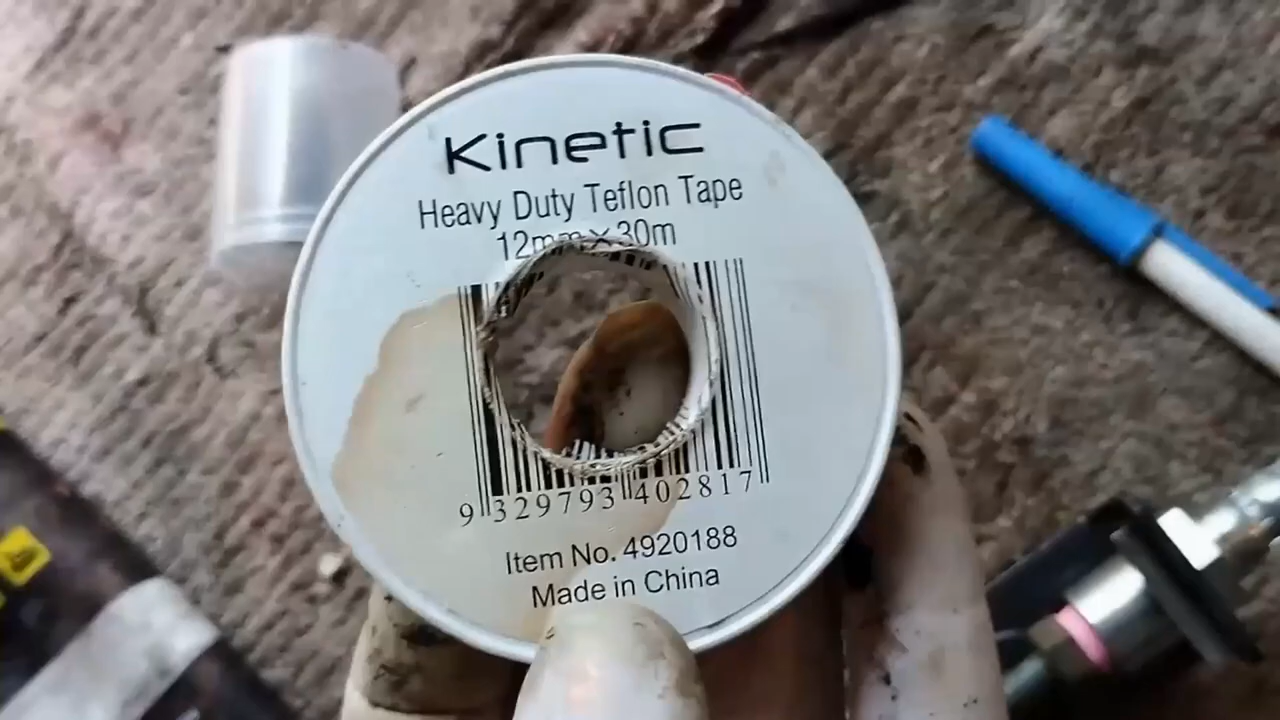 Kinetic
Heavy Duty Teflon Tape
12mm × 30m
9 329793 402817
Item No. 4920188
Made in China